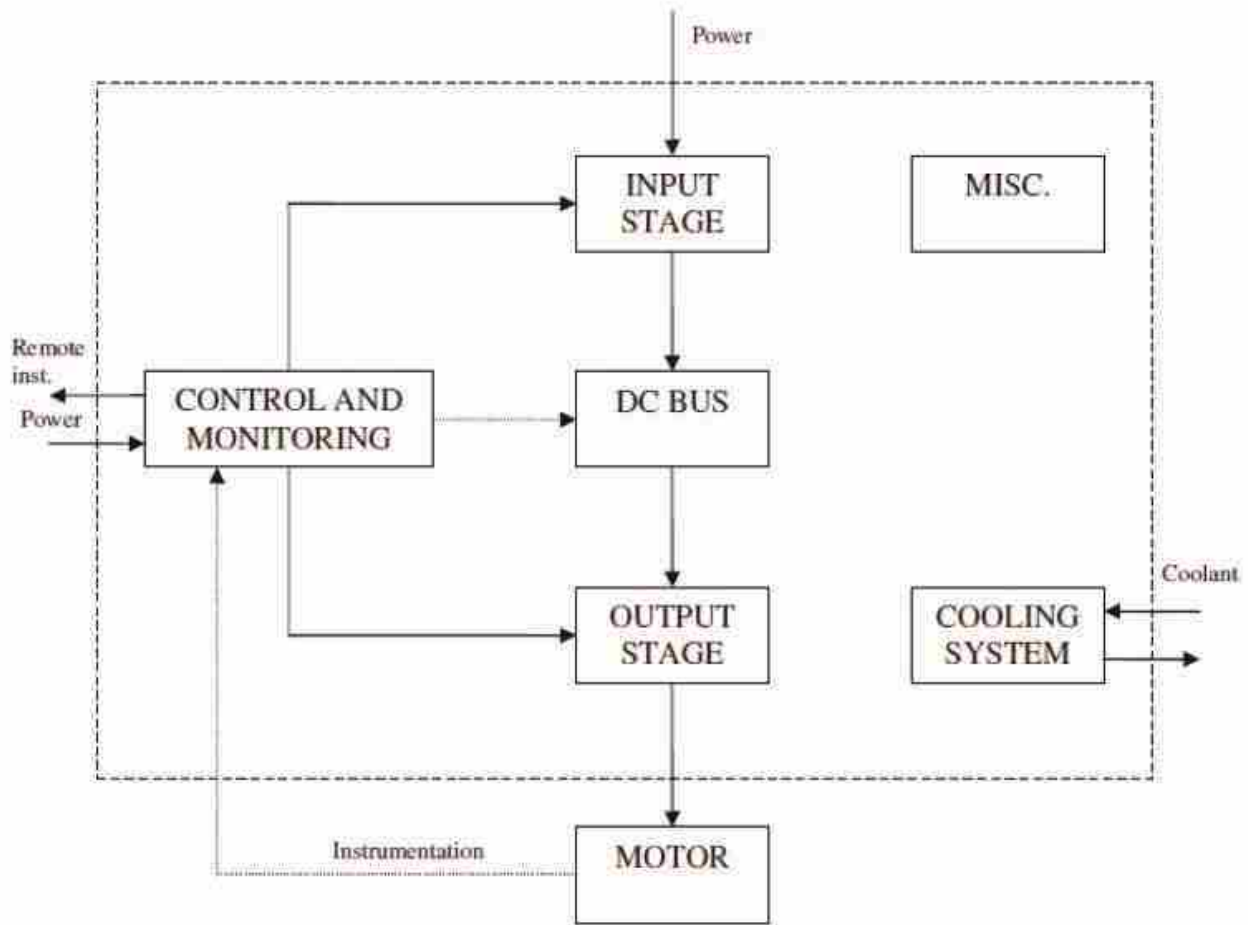 Power
INPUT
STAGE
MISC.
Remote
inst.
Power
CONTROL AND
MONITORING
DC BUS
OUTPUT
STAGE
Coolant
COOLING
SYSTEM
Instrumentation
MOTOR